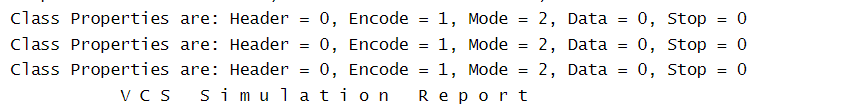 Class Properties are: Header = 0, Encode = 1, Mode = 2, Data = 0, Stop = 0
Class Properties are: Header = 0, Encode = 1, Mode = 2, Data = 0, Stop = 0
Class Properties are: Header = 0, Encode = 1, Mode = 2, Data = 0, Stop = 0
V C S   S i m u l a t i o n   R e p o r t